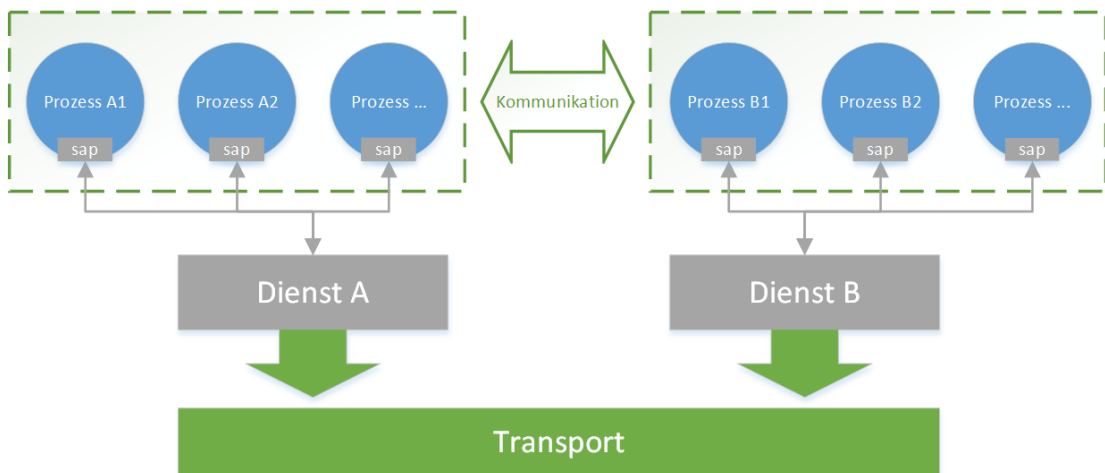 Prozess A1
Prozess A2
Prozess ...
Kommunikation
Prozess B1
Prozess B2
Prozess ...
sap
sap
sap
sap
sap
sap
Dienst A
Dienst B
Transport